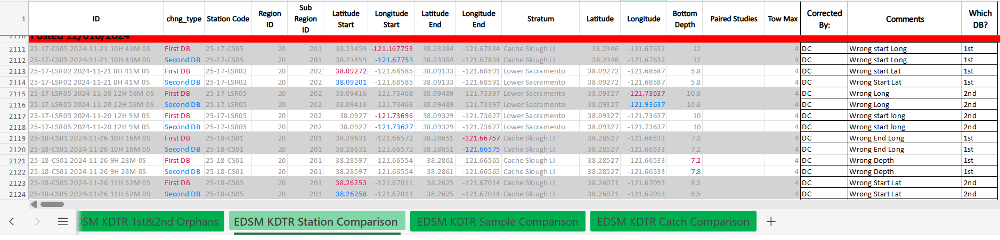 1 ID chng_type Station Code Region ID Sub Region ID Latitude Start Longitude Start Latitude End Longitude End Stratum Latitude Longitude Bottom Depth Paired Studies Tow Max Corrected By: Comments Which DB?
2110 Posted 12/016/2024
2111 25-17-CS05 2024-11-21 10H 43M 0S First DB 25-17-CS05 20 201 38.23459 -121.167753 38.23384 -121.67834 Cache Slough LI 38.2346 -121.67632 12 4 DC Wrong start Long 1st
2112 25-17-CS05 2024-11-21 10H 43M 0S Second DB 25-17-CS05 20 201 38.23459 -121.67753 38.23384 -121.67834 Cache Slough LI 38.2346 -121.67632 12 4 DC Wrong start Long 1st
2113 25-17-LSR02 2024-11-21 8H 41M 0S First DB 25-17-LSR02 20 202 38.09272 -121.68585 38.09133 -121.68591 Lower Sacramento 38.09272 -121.68587 5.8 4 DC Wrong start Lat 1st
2114 25-17-LSR02 2024-11-21 8H 41M 0S Second DB 25-17-LSR02 20 202 38.09201 -121.68585 38.09133 -121.68591 Lower Sacramento 38.09272 -121.68587 5.8 4 DC Wrong Start Lat 1st
2115 25-17-LSR05 2024-11-20 12H 58M 0S First DB 25-17-LSR05 20 202 38.09416 -121.73468 38.09489 -121.73397 Lower Sacramento 38.09327 -121.73637 10.6 4 DC Wrong Long 2nd
2116 25-17-LSR05 2024-11-20 12H 58M 0S Second DB 25-17-LSR05 20 202 38.09416 -121.73468 38.09489 -121.73397 Lower Sacramento 38.09327 -121.93637 10.6 4 DC Wrong Long 2nd
2117 25-17-LSR05 2024-11-20 12H 9M 0S First DB 25-17-LSR05 20 202 38.0927 -121.73696 38.09329 -121.73627 Lower Sacramento 38.09327 -121.73637 10 4 DC Wrong start long 2nd
2118 25-17-LSR05 2024-11-20 12H 9M 0S Second DB 25-17-LSR05 20 202 38.0927 -121.73627 38.09329 -121.73627 Lower Sacramento 38.09327 -121.73637 10 4 DC Wrong start long 2nd
2119 25-18-CS01 2024-11-26 10H 16M 0S First DB 25-18-CS01 20 201 38.28631 -121.66572 38.28651 -121.66757 Cache Slough LI 38.28527 -121.66533 7.2 4 DC Wrong End Long 1st
2120 25-18-CS01 2024-11-26 10H 16M 0S Second DB 25-18-CS01 20 201 38.28631 -121.66572 38.28651 -121.66575 Cache Slough LI 38.28527 -121.66533 7.2 4 DC Wrong End Long 1st
2121 25-18-CS01 2024-11-26 9H 28M 0S First DB 25-18-CS01 20 201 38.28597 -121.66554 38.2861 -121.66565 Cache Slough LI 38.28527 -121.66533 7.2 4 DC Wrong Depth 1st
2122 25-18-CS01 2024-11-26 9H 28M 0S Second DB 25-18-CS01 20 201 38.28597 -121.66554 38.2861 -121.66565 Cache Slough LI 38.28527 -121.66533 7.8 4 DC Wrong Depth 1st
2123 25-18-CS05 2024-11-26 11H 52M 0S First DB 25-18-CS05 20 201 38.26253 -121.67011 38.2625 -121.67014 Cache Slough LI 38.26071 -121.67093 8.5 4 DC Wrong Start Lat 2nd
2124 25-18-CS05 2024-11-26 11H 52M 0S Second DB 25-18-CS05 20 201 38.26258 -121.67011 38.2625 -121.67014 Cache Slough LI 38.26071 -121.67093 8.5 4 DC Wrong Start Lat 2nd
DSM KDTR 1st&2nd Orphans EDSM KDTR Station Comparison EDSM KDTR Sample Comparison EDSM KDTR Catch Comparison